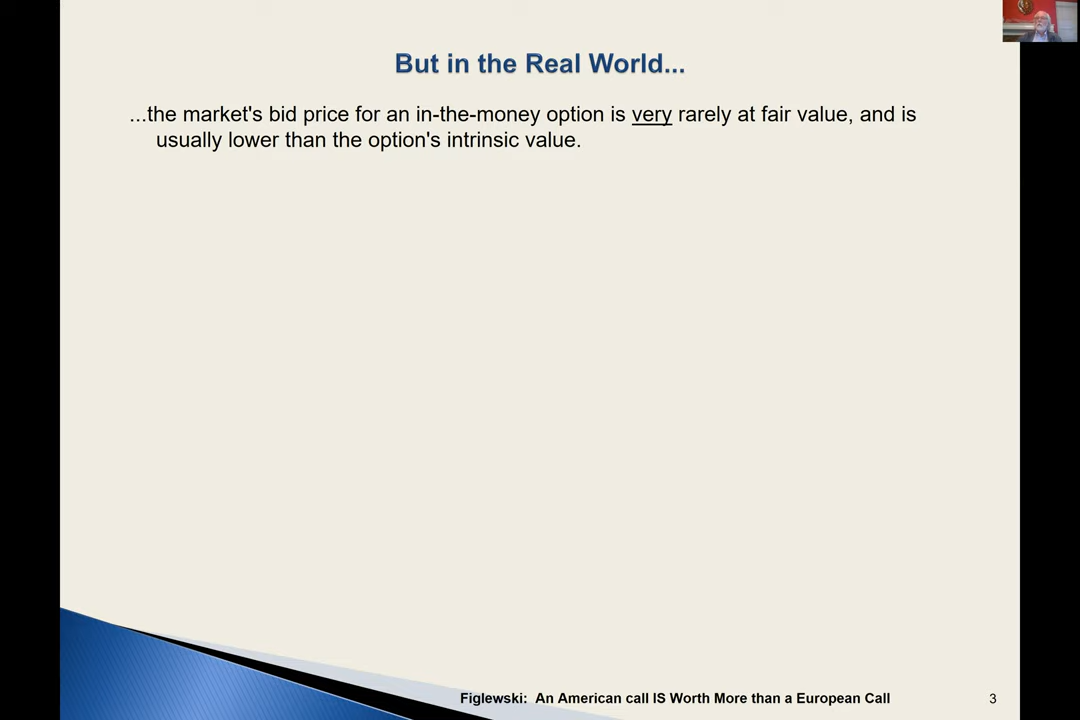 But in the Real World...
...the market's bid price for an in-the-money option is very rarely at fair value, and is
usually lower than the option's intrinsic value.
Figlewski: An American call IS Worth More than a European Call
3